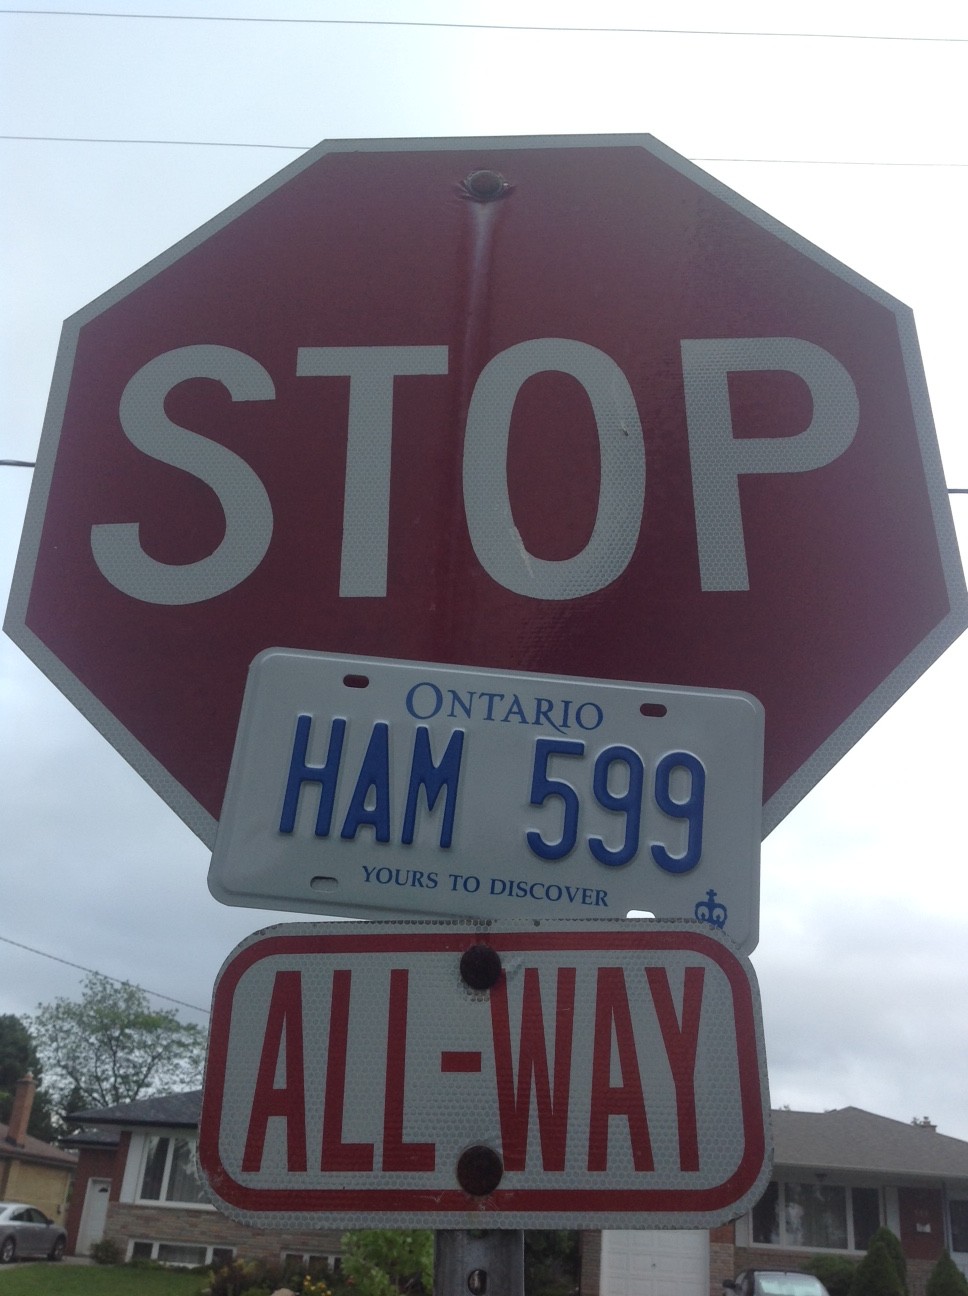 STOP
ONTARIO
HAM 599
YOURS TO DISCOVER
ALL-WAY